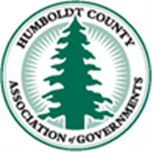 HUMBOLDT COUNTY
ASSOCIATION of GOVERNMENTS